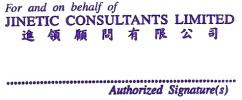 For and on behalf of
JINETIC CONSULTANTS LIMITED
進領顧問有限公司
Authorized Signature(s)